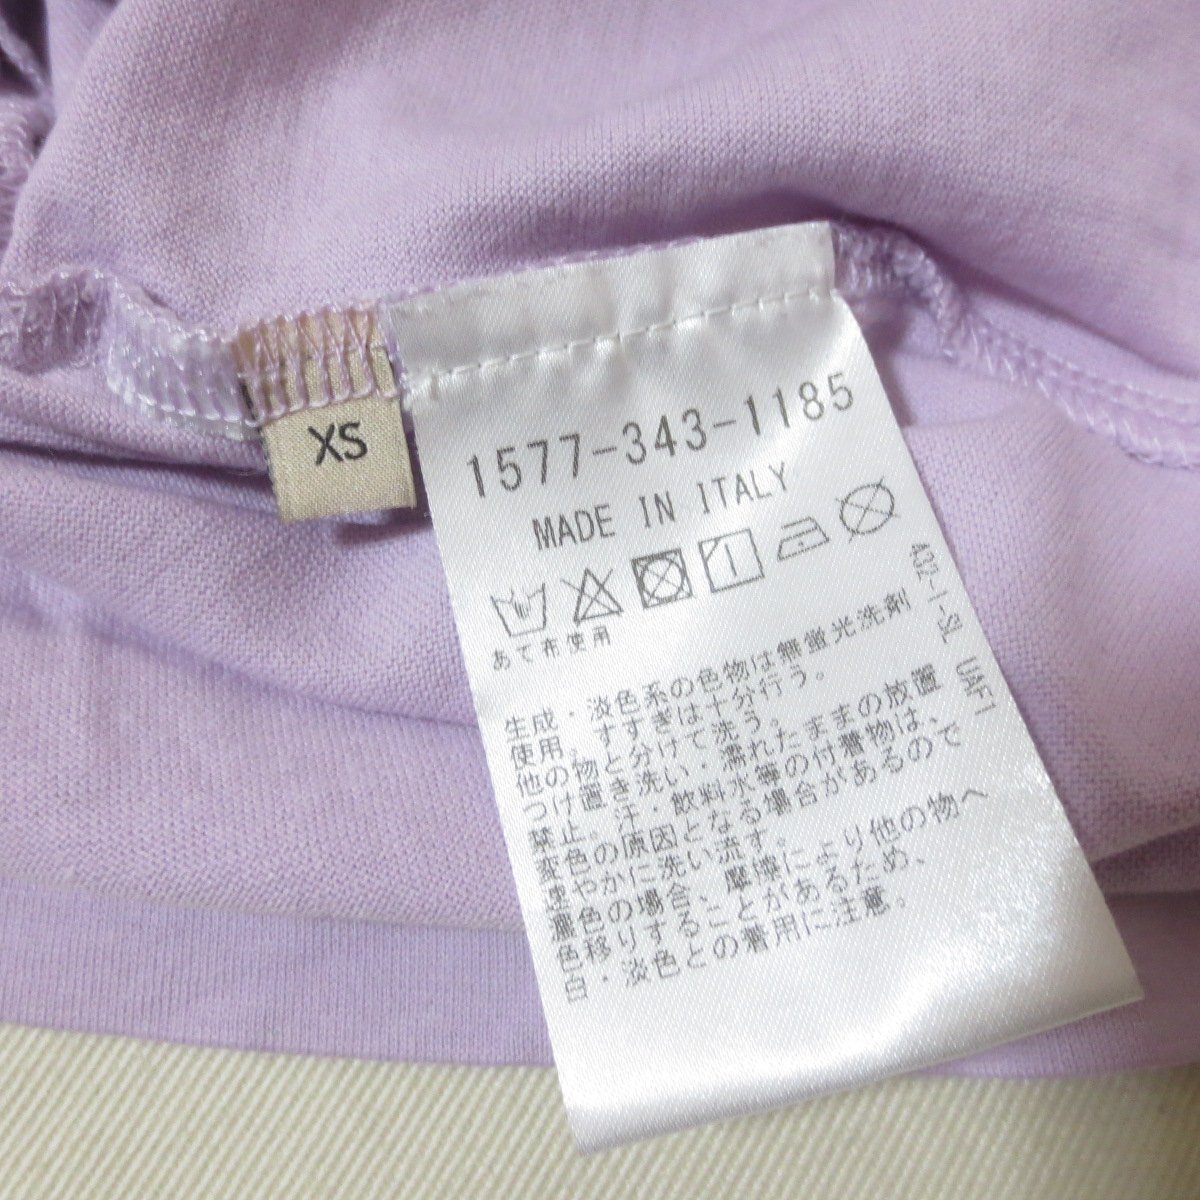 XS
1577-343-1185
MADE IN ITALY
あて布使用
432-1-SL UAF1
生成・淡色系の色物は無蛍光洗剤
使用。すすぎは十分行う。
他の物と分けて洗う。
つけ置き洗い・濡れたままの放置
禁止。汗・飲料水等の付着物は、
変色の原因となる場合があるので
速やかに洗い流す。
濃色の場合、摩擦により他の物へ
色移りすることがあるため、
白・淡色との着用に注意。